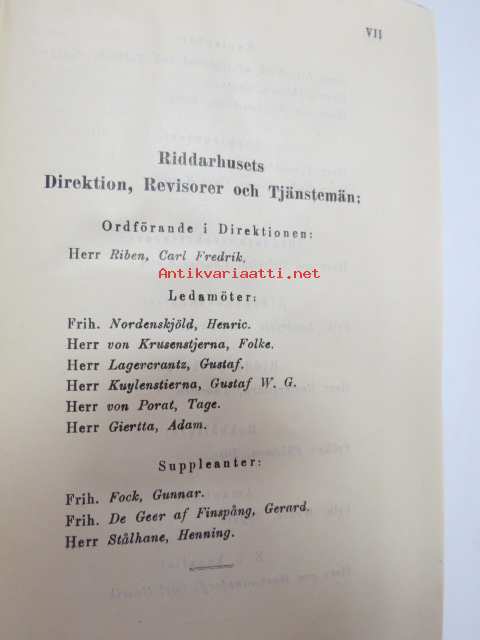 VII
Riddarhusets
Direktion, Revisorer och Tjänstemän:
Ordförande i Direktionen:
Herr Riben, Carl Fredrik.
Antikvariaatti.net
Ledamöter:
Frih. Nordenskjöld, Henric.
Herr von Krusenstjerna, Folke.
Herr Lagercrantz, Gustaf.
Herr Kuylenstierna, Gustaf W. G.
Herr von Porat, Tage.
Herr Giertta, Adam.
Suppleanter:
Frih. Fock, Gunnar.
Frih. De Geer af Finspång, Gerard.
Herr Stålhane, Henning.